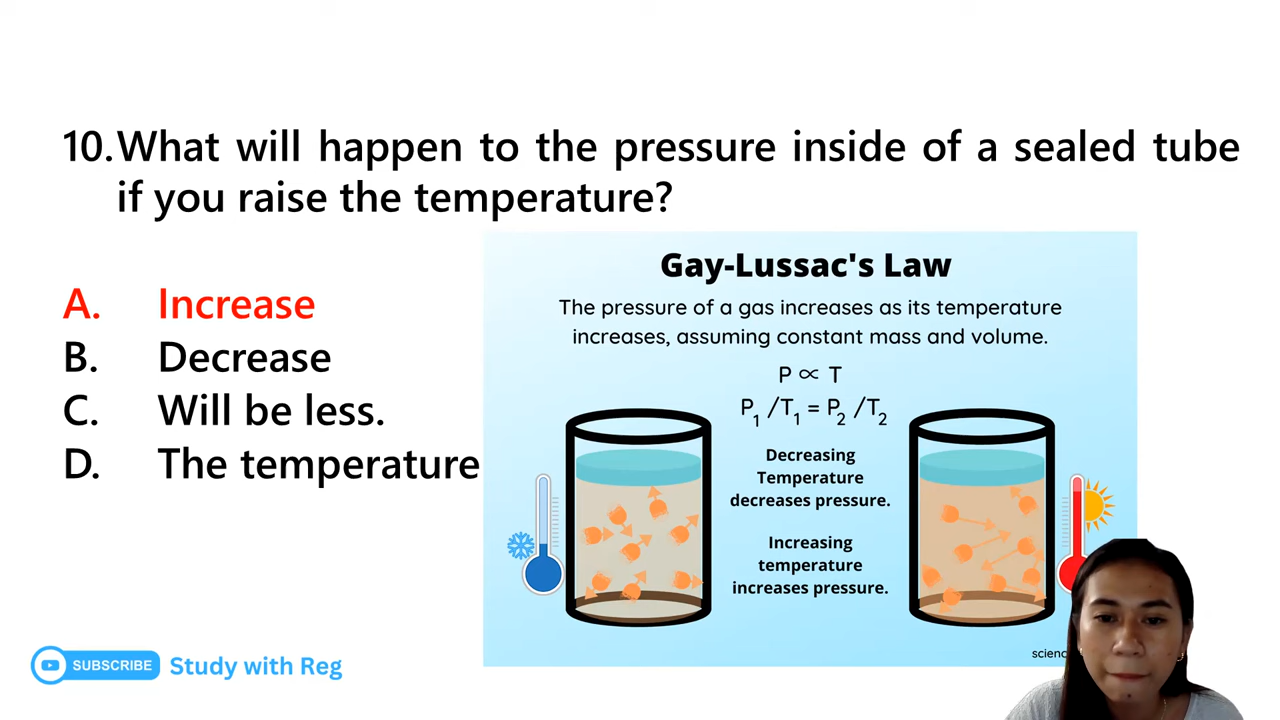 10. What will happen to the pressure inside of a sealed tube
if you raise the temperature?
A. Increase
B. Decrease
C. Will be less.
D. The temperature
Gay-Lussac's Law
The pressure of a gas increases as its temperature
increases, assuming constant mass and volume.
P ∝ T
P₁ /T₁ = P₂ /T₂
Decreasing
Temperature
decreases pressure.
Increasing
temperature
increases pressure.
SUBSCRIBE Study with Reg